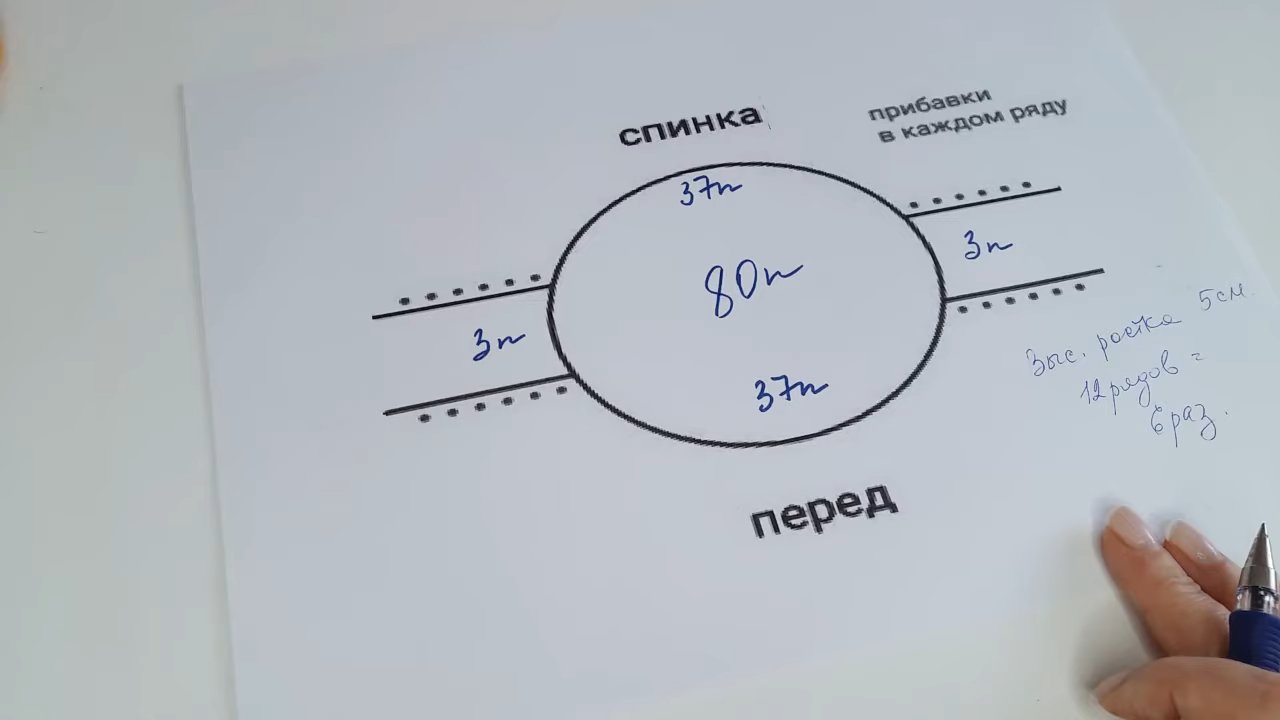 спинка
прибавки
в каждом ряду
37п
80п
3п
3п
37п
Выс. ростка 5см.
12 рядов =
6 раз.
перед